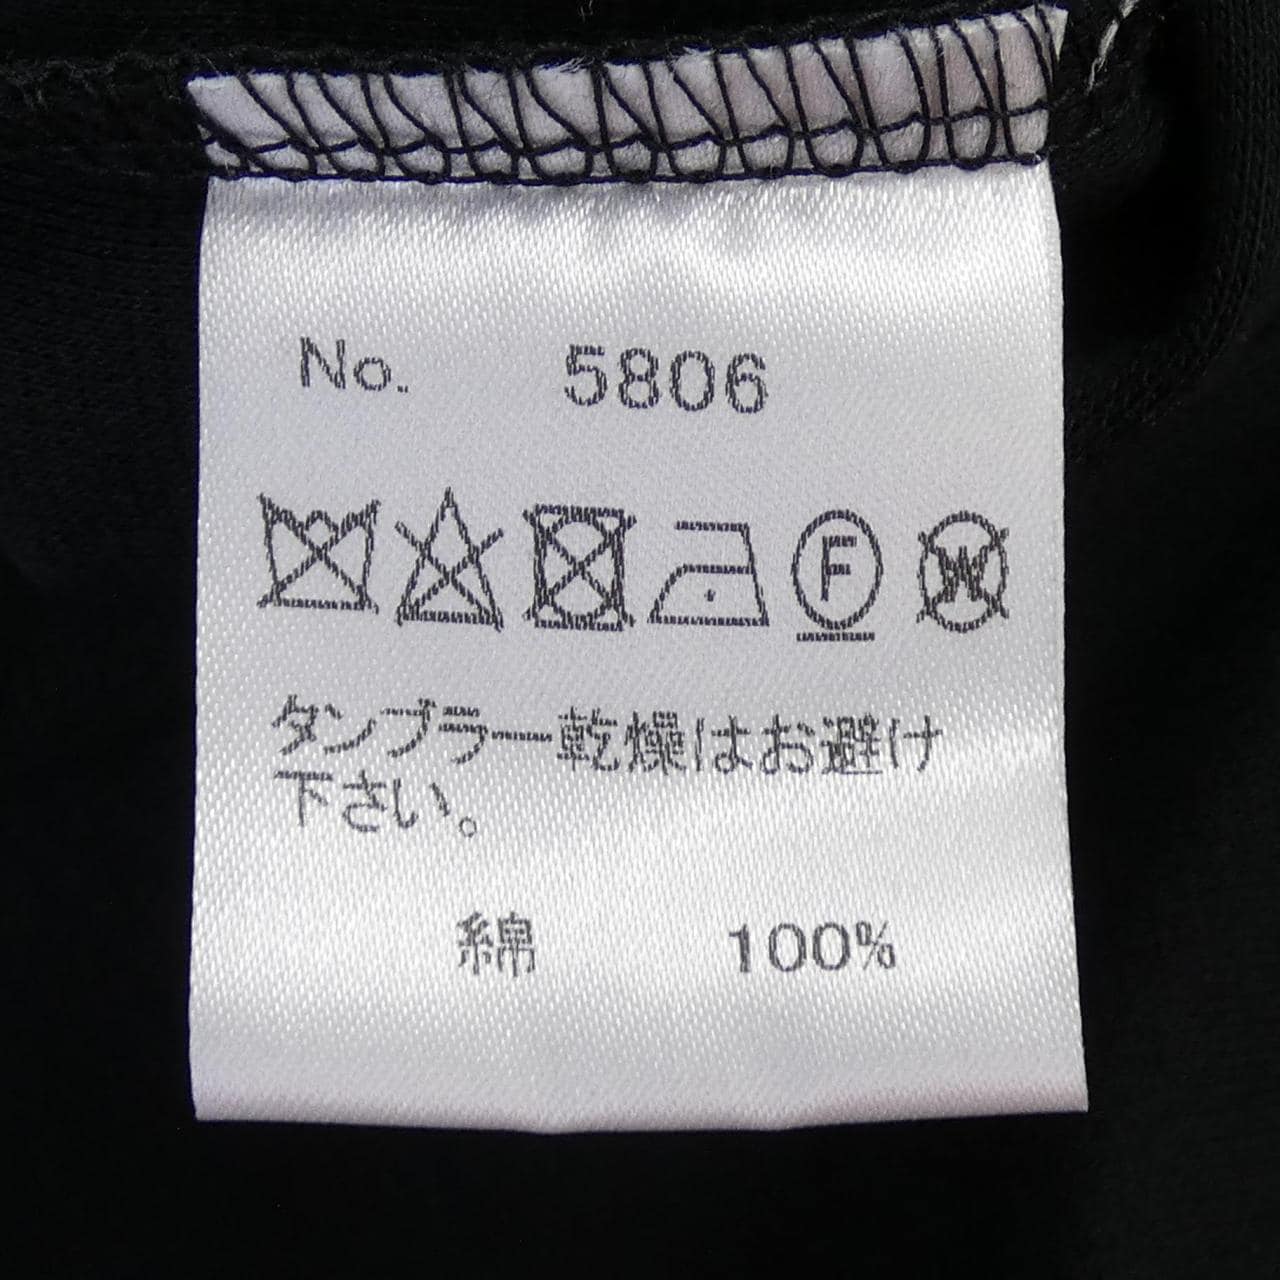 No. 5806
F W
タンブラー乾燥はお避け
下さい。
綿 100%